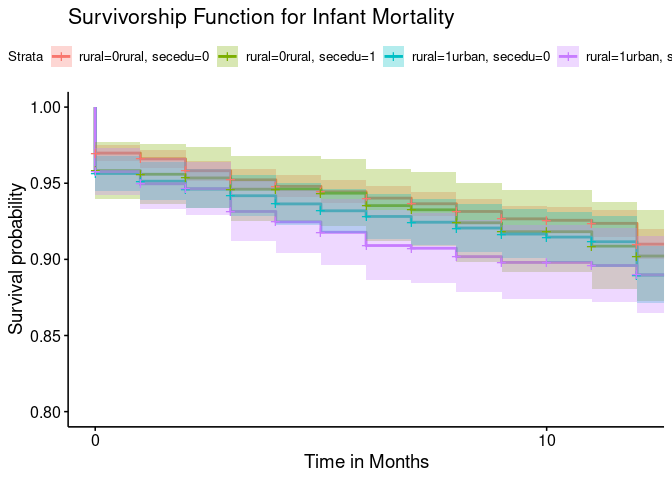 Survivorship Function for Infant Mortality
Strata rural=0rural, secedu=0 rural=0rural, secedu=1 rural=1urban, secedu=0 rural=1urban, s
1.00
0.95
0.90
0.85
0.80
Survival probability
0 10
Time in Months